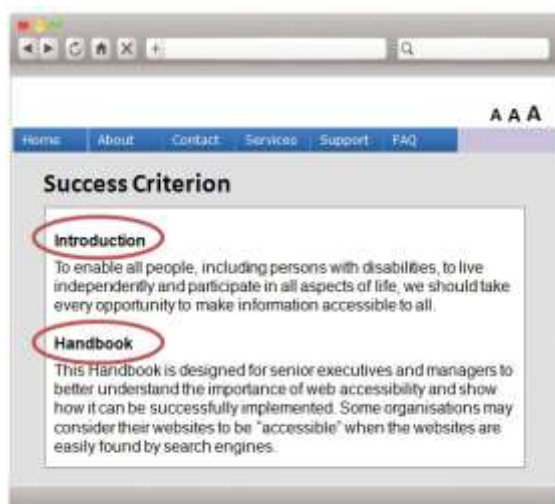 A A A
Home About Contact Services Support FAQ
Success Criterion
Introduction
To enable all people, including persons with disabilities, to live
independently and participate in all aspects of life, we should take
every opportunity to make information accessible to all.
Handbook
This Handbook is designed for senior executives and managers to
better understand the importance of web accessibility and show
how it can be successfully implemented. Some organisations may
consider their websites to be "accessible" when the websites are
easily found by search engines.